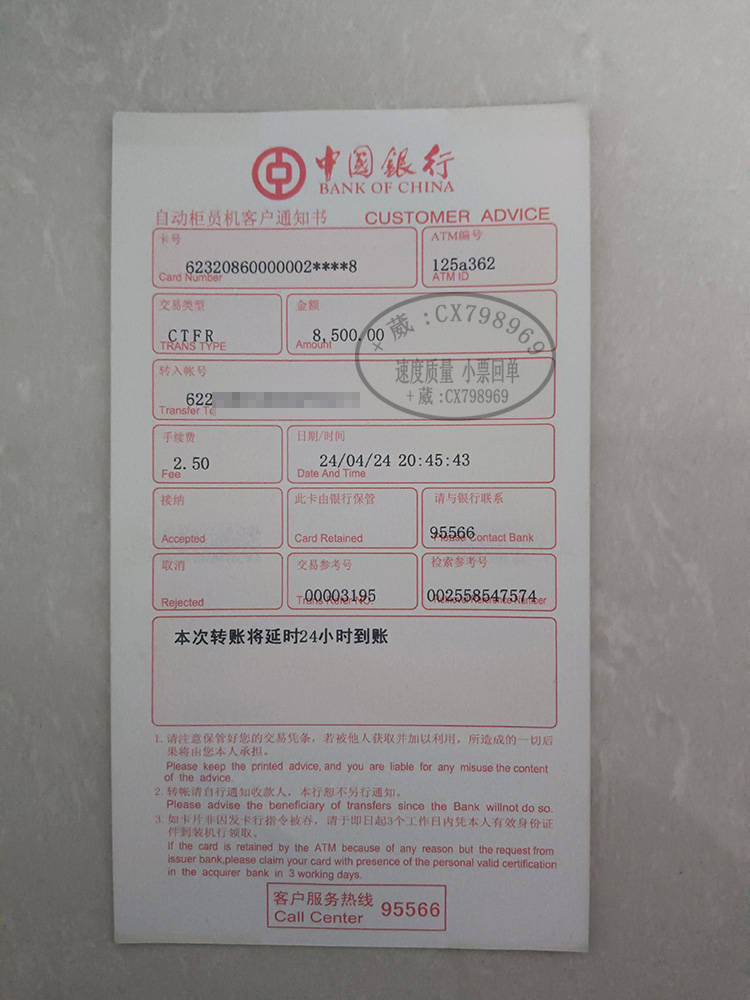 中国銀行
BANK OF CHINA
自动柜员机客户通知书 CUSTOMER ADVICE
卡号
62320860000002****8
Card Number
ATM编号
125a362
ATM ID
交易类型
CTFR
TRANS TYPE
金额
8,500.00
Amount
+葳:CX798969
速度质量 小票回单
+葳:CX798969
转入帐号
622
Transfer To
手续费
2.50
Fee
日期/时间
24/04/24 20:45:43
Date And Time
接纳
Accepted
此卡由银行保管
Card Retained
请与银行联系
95566
Please Contact Bank
取消
Rejected
交易参考号
00003195
Trans Refer NO.
检索参考号
002558547574
Reference Number
本次转账将延时24小时到账
1. 请注意保管好您的交易凭条，若被他人获取并加以利用，所造成的一切后
果将由您本人承担。
Please keep the printed advice, and you are liable for any misuse the content
of the advice.
2. 转帐请自行通知收款人，本行恕不另行通知。
Please advise the beneficiary of transfers since the Bank willnot do so.
3. 如卡片非因发卡行指令被吞，请于即日起3个工作日内凭本人有效身份证
件到装机行领取。
If the card is retained by the ATM because of any reason but the request from
issuer bank,please claim your card with presence of the personal valid certification
in the acquirer bank in 3 working days.
客户服务热线
Call Center 95566